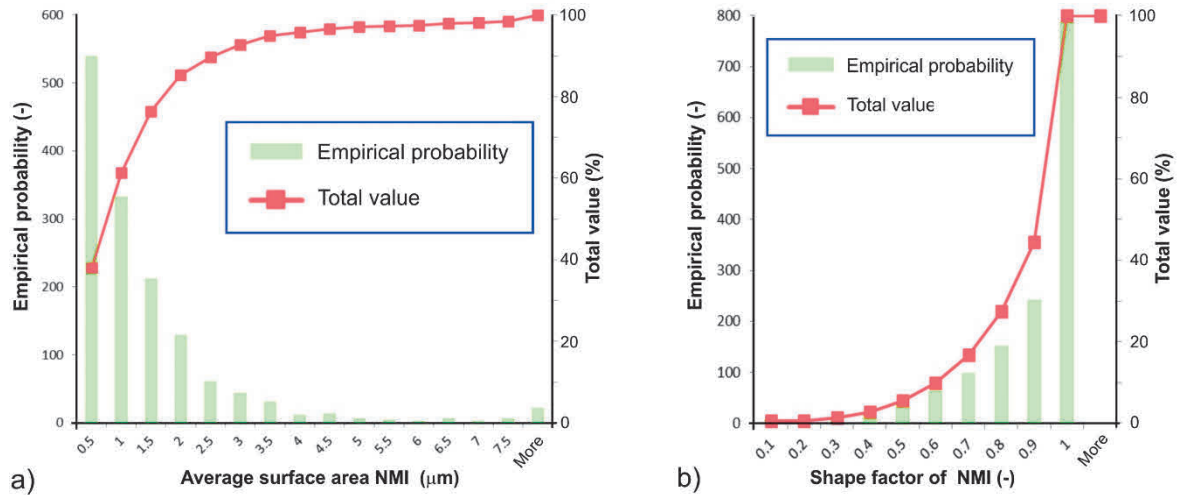 600
500
400
300
200
100
0
Empirical probability (-)
100
80
60
40
20
0
Total value (%)
Empirical probability
Total value
0.5 1 1.5 2 2.5 3 3.5 4 4.5 5 5.5 6 6.5 7 7.5 More
Average surface area NMI (μm)
a)
800
700
600
500
400
300
200
100
0
Empirical probability (-)
100
80
60
40
20
0
Total value (%)
Empirical probability
Total value
0.1 0.2 0.3 0.4 0.5 0.6 0.7 0.8 0.9 1 More
Shape factor of NMI (-)
b)